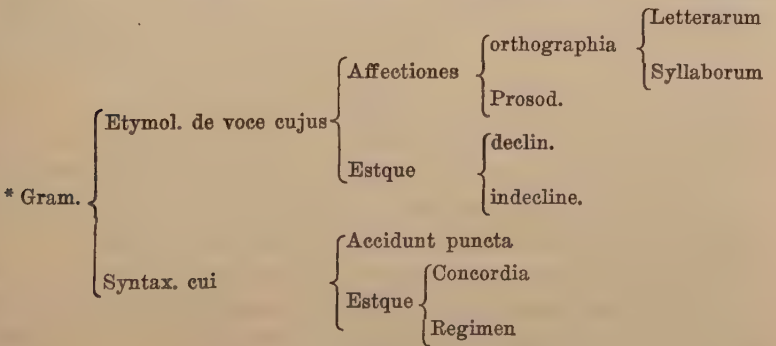 Letterarum
orthographia
Affectiones
Syllaborum
Prosod.
Etymol. de voce cujus
declin.
Estque
indecline.
* Gram.
Accidunt puncta
Syntax. cui
Concordia
Estque
Regimen